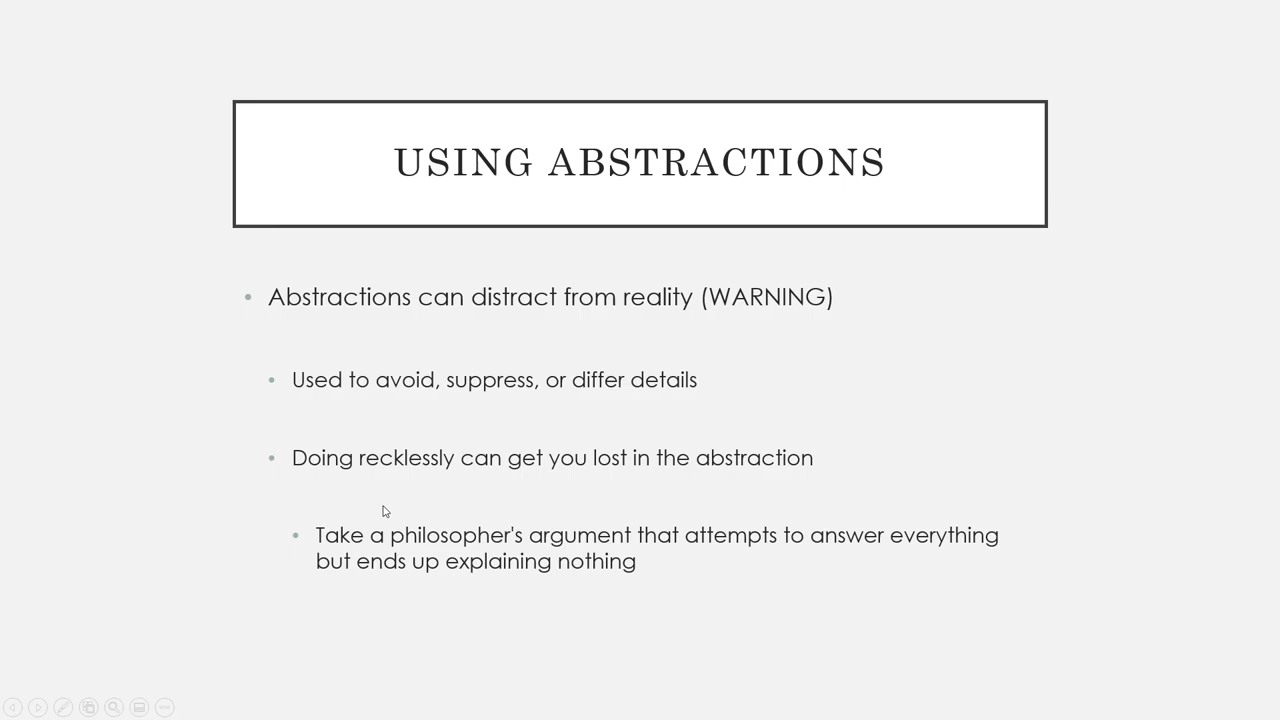 USING ABSTRACTIONS
Abstractions can distract from reality (WARNING)
Used to avoid, suppress, or differ details
Doing recklessly can get you lost in the abstraction
Take a philosopher's argument that attempts to answer everything
but ends up explaining nothing